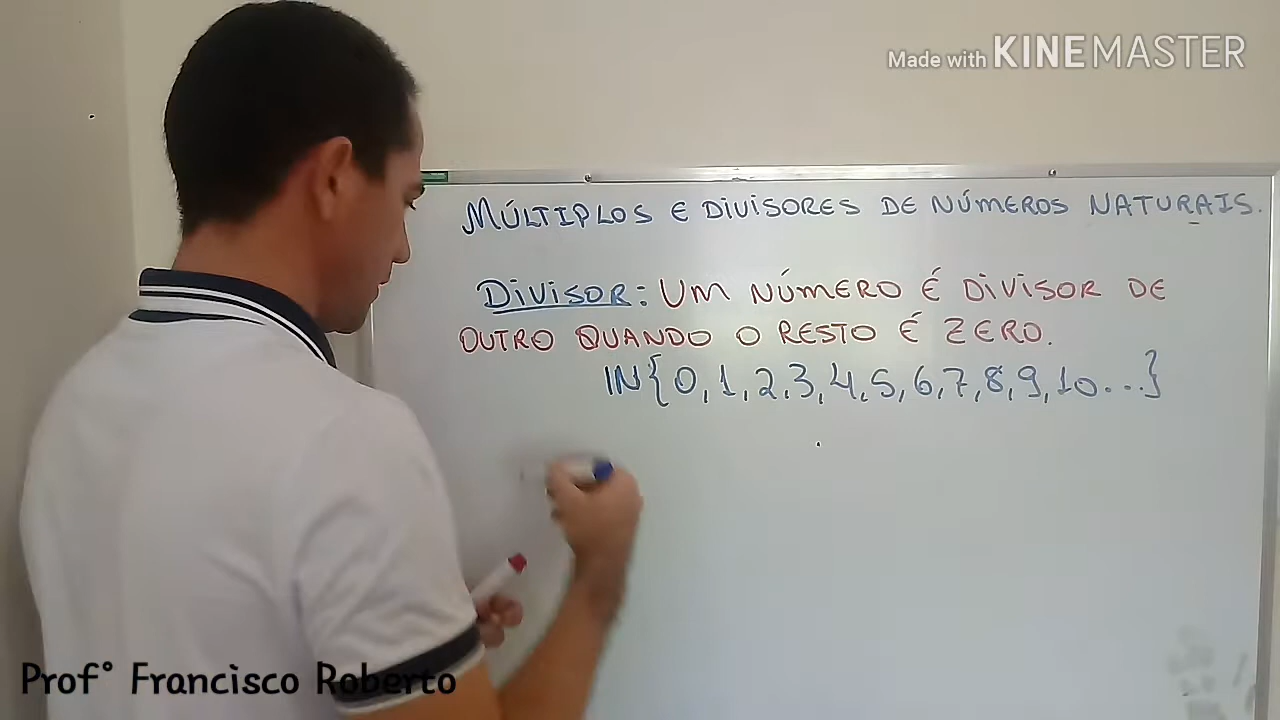 Made with KINEMASTER
MÚLTIPLOS E DIVISORES DE NÚMEROS NATURAIS.
DIVISOR: UM NÚMERO É DIVISOR DE
OUTRO QUANDO O RESTO É ZERO.
IN{0,1,2,3,4,5,6,7,8,9,10...}
Prof° Francisco Roberto